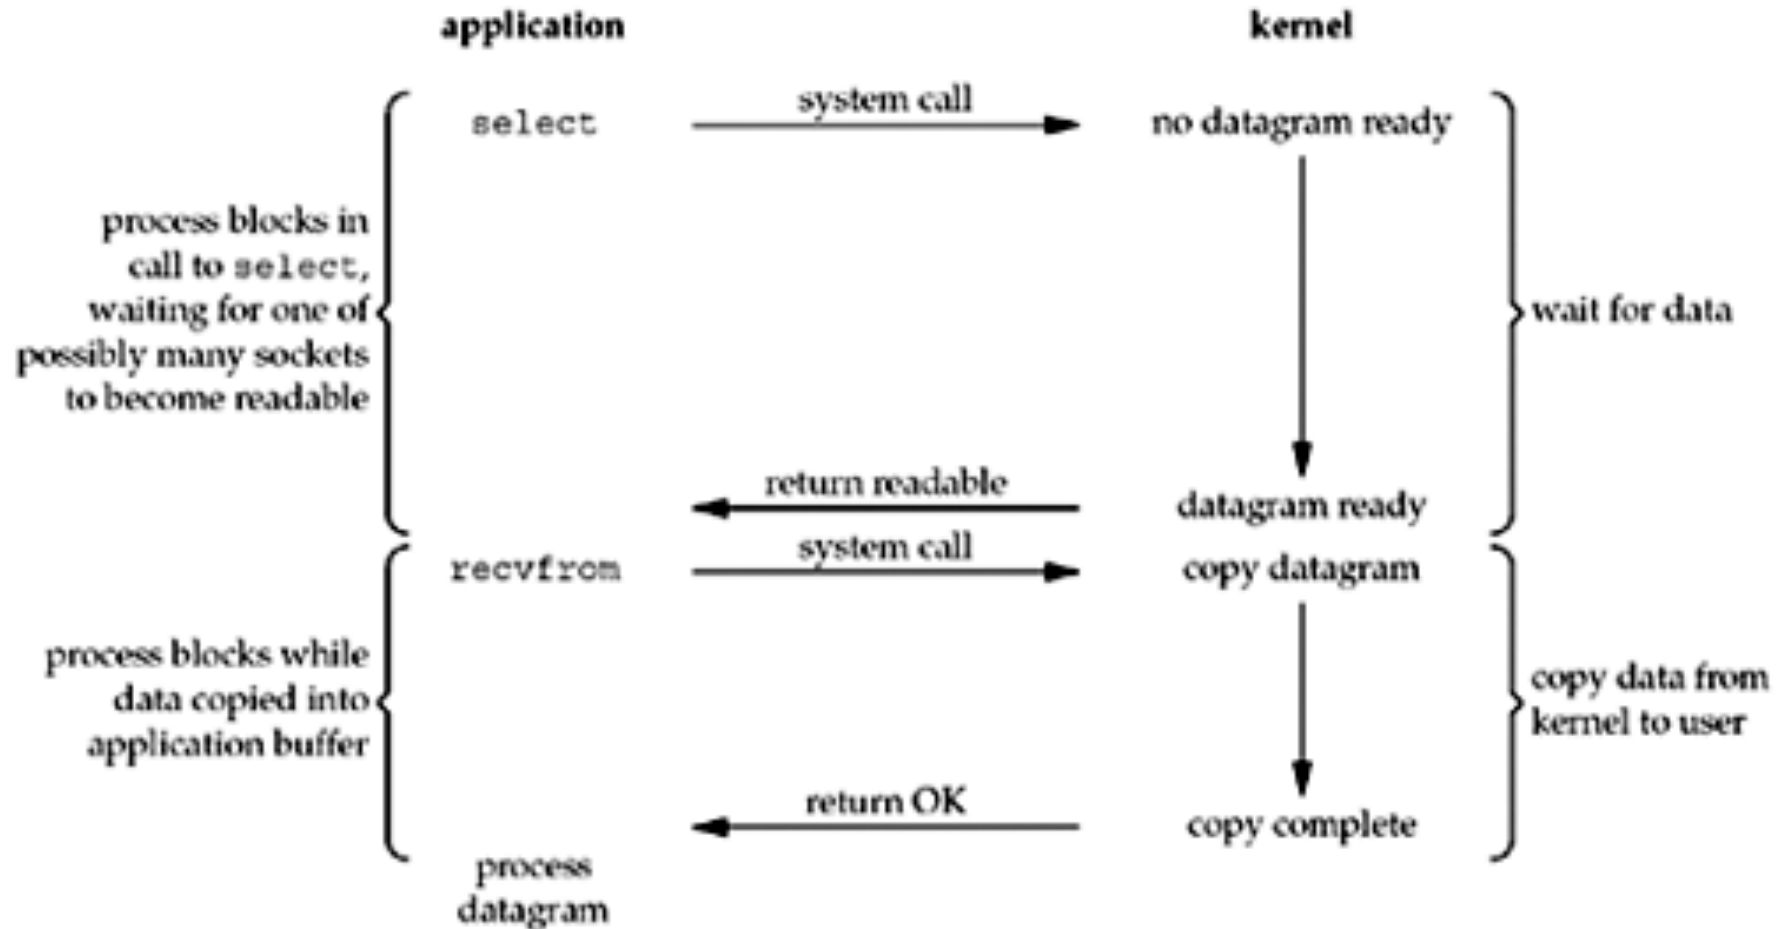 application
kernel
select
system call
no datagram ready
process blocks in
call to select,
waiting for one of
possibly many sockets
to become readable
wait for data
return readable
datagram ready
recvfrom
system call
copy datagram
process blocks while
data copied into
application buffer
copy data from
kernel to user
return OK
copy complete
process
datagram